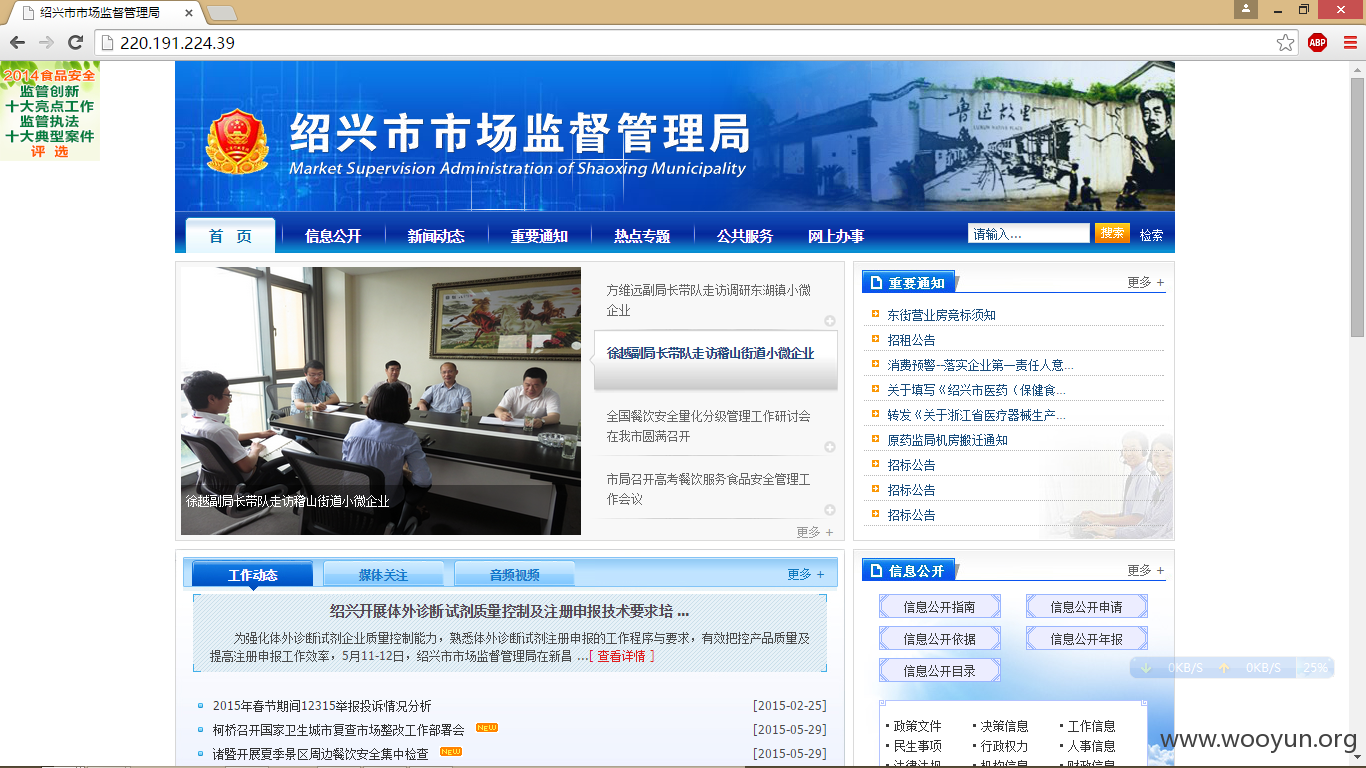 绍兴市市场监督管理局
220.191.224.39
ABP
2014食品安全
监管创新
十大亮点工作
监管执法
十大典型案件
评 选
绍兴市市场监督管理局
Market Supervision Administration of Shaoxing Municipality
鲁迅故里
首 页 信息公开 新闻动态 重要通知 热点专题 公共服务 网上办事 请输入... 搜索 检索
方维远副局长带队走访调研东湖镇小微
企业
徐越副局长带队走访稽山街道小微企业
全国餐饮安全量化分级管理工作研讨会
在我市圆满召开
市局召开高考餐饮服务食品安全管理工
作会议
更多 +
徐越副局长带队走访稽山街道小微企业
重要通知 更多 +
东街营业房竞标须知
招租公告
消费预警--落实企业第一责任人意...
关于填写《绍兴市医药（保健食...
转发《关于浙江省医疗器械生产...
原药监局机房搬迁通知
招标公告
招标公告
招标公告
工作动态 媒体关注 音频视频 更多 +
绍兴开展体外诊断试剂质量控制及注册申报技术要求培 ...
为强化体外诊断试剂企业质量控制能力，熟悉体外诊断试剂注册申报的工作程序与要求，有效把控产品质量及
提高注册申报工作效率，5月11-12日，绍兴市市场监督管理局在新昌 ...[ 查看详情 ]
2015年春节期间12315举报投诉情况分析 [2015-02-25]
柯桥召开国家卫生城市复查市场整改工作部署会 NEW [2015-05-29]
诸暨开展夏季景区周边餐饮安全集中检查 NEW [2015-05-29]
信息公开 更多 +
信息公开指南 信息公开申请
信息公开依据 信息公开年报
信息公开目录
0KB/S 0KB/S 25%
政策文件 决策信息 工作信息
民生事项 行政权力 人事信息
法律法规 机构信息 财政信息
www.wooyun.org